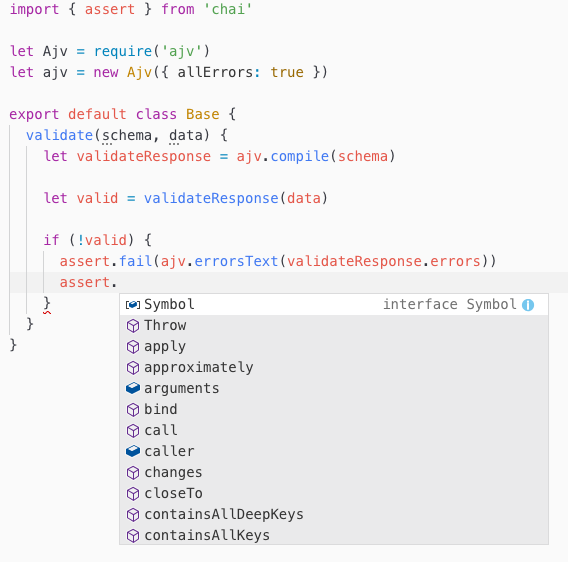 import { assert } from 'chai'
let Ajv = require('ajv')
let ajv = new Ajv({ allErrors: true })
export default class Base {
validate(schema, data) {
let validateResponse = ajv.compile(schema)
let valid = validateResponse(data)
if (!valid) {
assert.fail(ajv.errorsText(validateResponse.errors))
assert.
}
}
}
Symbol interface Symbol
Throw
apply
approximately
arguments
bind
call
caller
changes
closeTo
containsAllDeepKeys
containsAllKeys